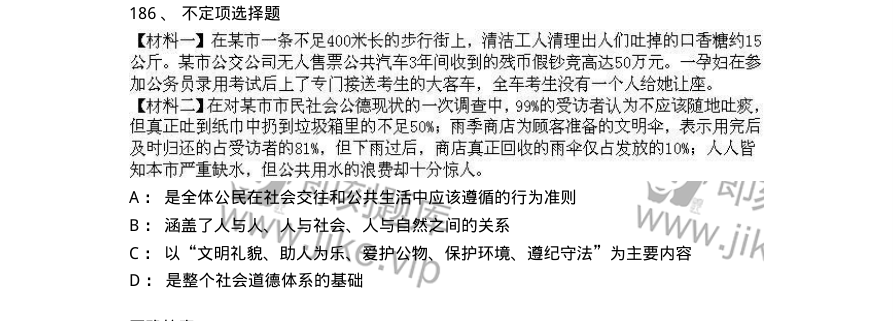 186 、 不定项选择题
【材料一】在某市一条不足400米长的步行街上，清洁工人清理出人们吐掉的口香糖约15
公斤。某市公交公司无人售票公共汽车3年间收到的残币假钞竞高达50万元。一孕妇在参
加公务员录用考试后上了专门接送考生的大客车，全车考生没有一个人给她让座。
【材料二】在对某市市民社会公德现状的一次调查中，99%的受访者认为不应该随地吐痰，
但真正吐到纸巾中扔到垃圾箱里的不足50%；雨季商店为顾客准备的文明伞，表示用完后
及时归还的占受访者的81%，但下雨过后，商店真正回收的雨伞仅占发放的10%；人人皆
知本市严重缺水，但公共用水的浪费却十分惊人。
A ： 是全体公民在社会交往和公共生活中应该遵循的行为准则
B ： 涵盖了人与人、人与社会、人与自然之间的关系
C ： 以“文明礼貌、助人为乐、爱护公物、保护环境、遵纪守法”为主要内容
D ： 是整个社会道德体系的基础
即刻题库
www.jike.vip
即刻
www.jik